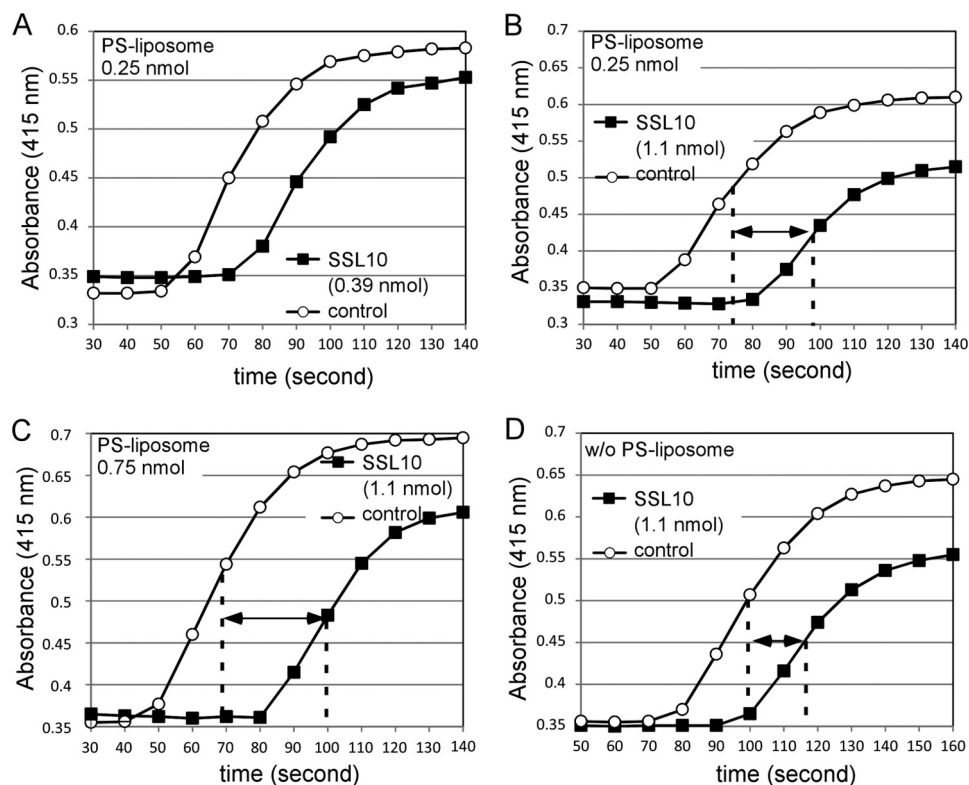 A
PS-liposome
0.25 nmol
Absorbance (415 nm)
0.6
0.55
0.5
0.45
0.4
0.35
0.3
SSL10
(0.39 nmol)
control
30 40 50 60 70 80 90 100 110 120 130 140
time (second)
B
PS-liposome
0.25 nmol
Absorbance (415 nm)
0.7
0.65
0.6
0.55
0.5
0.45
0.4
0.35
0.3
SSL10
(1.1 nmol)
control
30 40 50 60 70 80 90 100 110 120 130 140
time (second)
C
PS-liposome
0.75 nmol
Absorbance (415 nm)
0.7
0.65
0.6
0.55
0.5
0.45
0.4
0.35
SSL10
(1.1 nmol)
control
30 40 50 60 70 80 90 100 110 120 130 140
time (second)
D
w/o PS-liposome
Absorbance (415 nm)
0.7
0.65
0.6
0.55
0.5
0.45
0.4
0.35
SSL10
(1.1 nmol)
control
50 60 70 80 90 100 110 120 130 140 150 160
time (second)